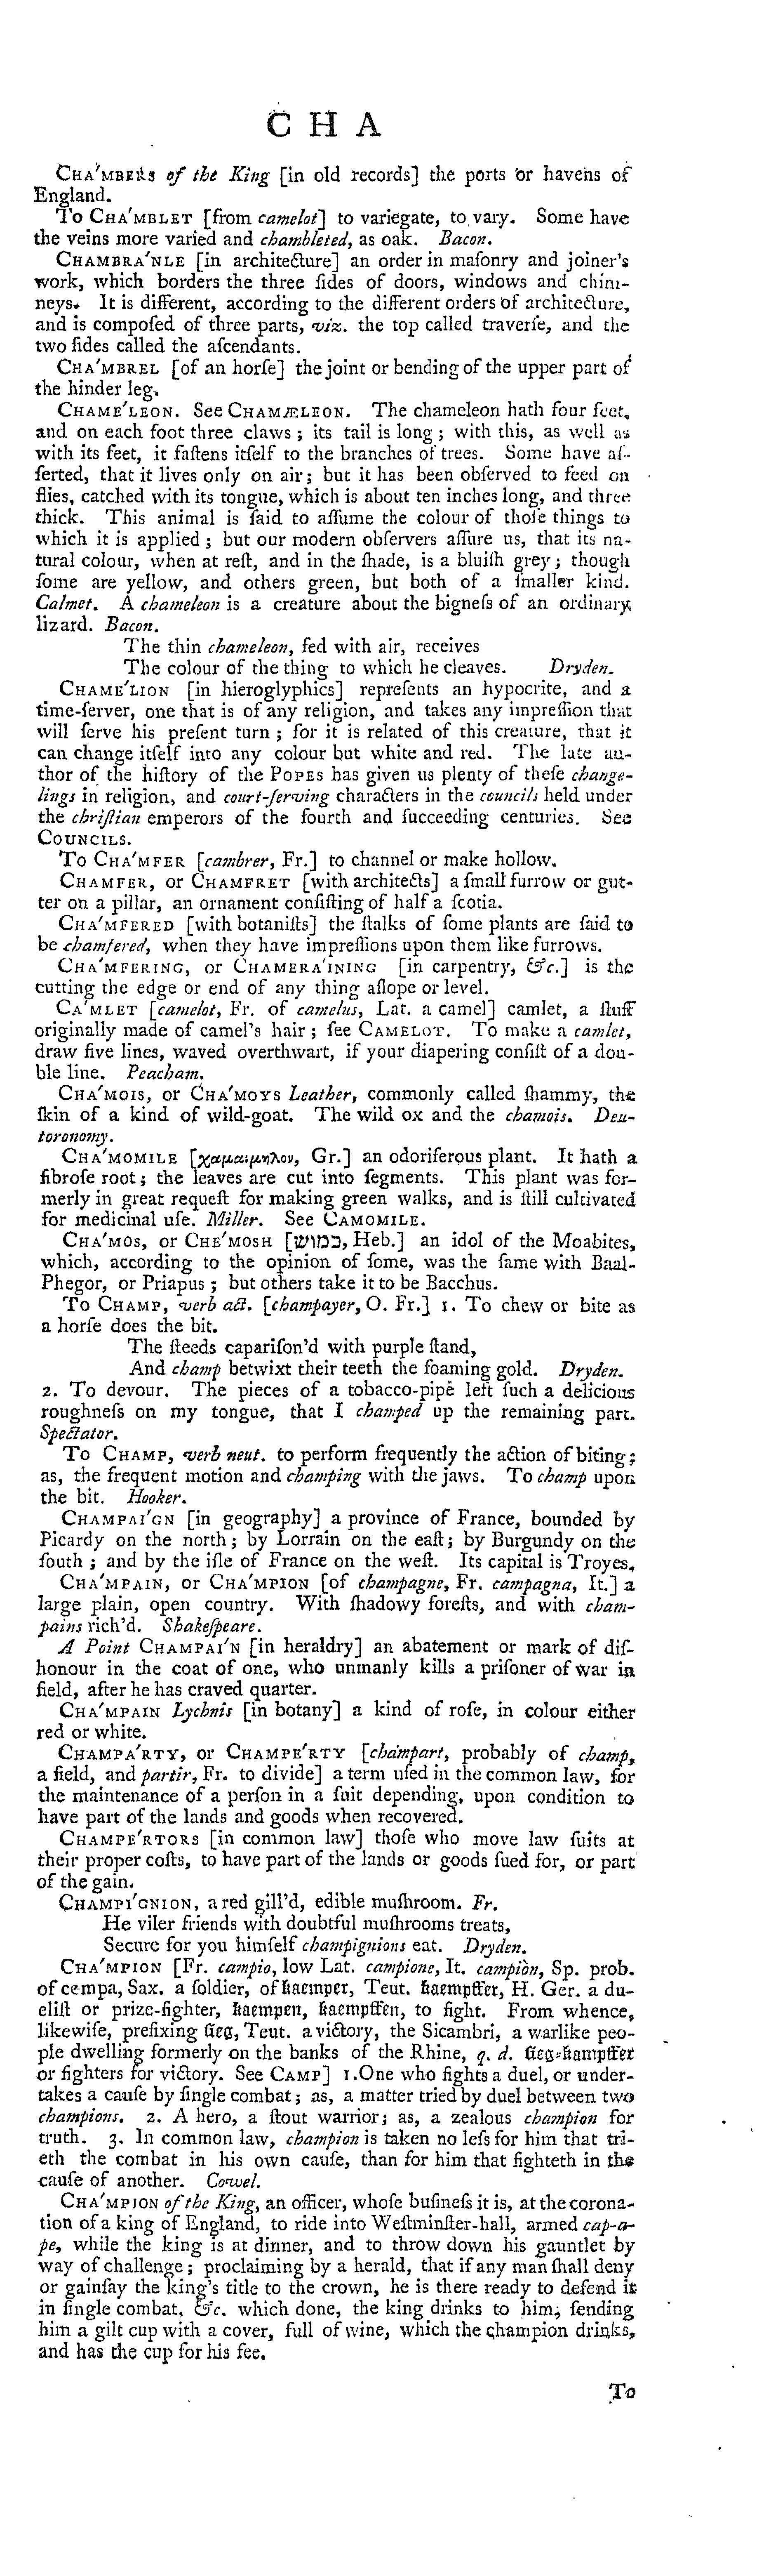 C H A
CHA'MBERS of the King [in old records] the ports or havens of
England.
To CHA'MBLET [from camelot] to variegate, to vary. Some have
the veins more varied and chambleted, as oak. Bacon.
CHAMBRA'NLE [in architecture] an order in maſonry and joiner's
work, which borders the three ſides of doors, windows and chim-
neys. It is different, according to the different orders of architecture,
and is compoſed of three parts, viz. the top called traverſe, and the
two ſides called the aſcendants.
CHA'MBREL [of an horſe] the joint or bending of the upper part of
the hinder leg.
CHAME'LEON. See CHAMÆLEON. The chameleon hath four feet,
and on each foot three claws; its tail is long; with this, as well as
with its feet, it faſtens itſelf to the branches of trees. Some have aſ-
ſerted, that it lives only on air; but it has been obſerved to feed on
flies, catched with its tongue, which is about ten inches long, and three
thick. This animal is ſaid to aſſume the colour of thoſe things to
which it is applied; but our modern obſervers aſſure us, that its na-
tural colour, when at reſt, and in the ſhade, is a bluiſh grey; though
ſome are yellow, and others green, but both of a ſmaller kind.
Calmet. A chameleon is a creature about the bigneſs of an ordinary
lizard. Bacon.
The thin chameleon, fed with air, receives
The colour of the thing to which he cleaves. Dryden.
CHAME'LION [in hieroglyphics] repreſents an hypocrite, and a
time-ſerver, one that is of any religion, and takes any impreſſion that
will ſerve his preſent turn; for it is related of this creature, that it
can change itſelf into any colour but white and red. The late au-
thor of the hiſtory of the POPES has given us plenty of theſe change-
lings in religion, and court-ſerving characters in the councils held under
the chriſtian emperors of the fourth and ſucceeding centuries. See
COUNCILS.
To CHA'MFER [cambrer, Fr.] to channel or make hollow.
CHAMFER, or CHAMFRET [with architects] a ſmall furrow or gut-
ter on a pillar, an ornament conſiſting of half a ſcotia.
CHA'MFERED [with botaniſts] the ſtalks of ſome plants are ſaid to
be chamfered, when they have impreſſions upon them like furrows.
CHA'MFERING, or CHAMERA'INING [in carpentry, &c.] is the
cutting the edge or end of any thing aſlope or level.
CA'MLET [camelot, Fr. of camelus, Lat. a camel] camlet, a ſtuff
originally made of camel's hair; ſee CAMELOT. To make a camlet,
draw five lines, waved overthwart, if your diapering conſiſt of a dou-
ble line. Peacham.
CHA'MOIS, or CHA'MOYS Leather, commonly called ſhammy, the
ſkin of a kind of wild-goat. The wild ox and the chamois. Deu-
toronomy.
CHA'MOMILE [χαμαιμηλον, Gr.] an odoriferous plant. It hath a
fibroſe root; the leaves are cut into ſegments. This plant was for-
merly in great requeſt for making green walks, and is ſtill cultivated
for medicinal uſe. Miller. See CAMOMILE.
CHA'MOS, or CHE'MOSH [כמוש, Heb.] an idol of the Moabites,
which, according to the opinion of ſome, was the ſame with Baal-
Phegor, or Priapus; but others take it to be Bacchus.
To CHAMP, verb act. [champayer, O. Fr.] 1. To chew or bite as
a horſe does the bit.
The ſteeds capariſon'd with purple ſtand,
And champ betwixt their teeth the foaming gold. Dryden.
2. To devour. The pieces of a tobacco-pipe left ſuch a delicious
roughneſs on my tongue, that I champed up the remaining part.
Spectator.
To CHAMP, verb neut. to perform frequently the action of biting;
as, the frequent motion and champing with the jaws. To champ upon
the bit. Hooker.
CHAMPAI'GN [in geography] a province of France, bounded by
Picardy on the north; by Lorrain on the eaſt; by Burgundy on the
ſouth; and by the iſle of France on the weſt. Its capital is Troyes.
CHA'MPAIN, or CHA'MPION [of champagne, Fr. campagna, It.] a
large plain, open country. With ſhadowy foreſts, and with cham-
pains rich'd. Shakeſpeare.
A Point CHAMPAI'N [in heraldry] an abatement or mark of diſ-
honour in the coat of one, who unmanly kills a priſoner of war in
field, after he has craved quarter.
CHA'MPAIN Lychnis [in botany] a kind of roſe, in colour either
red or white.
CHAMPA'RTY, or CHAMPE'RTY [champart, probably of champ,
a field, and partir, Fr. to divide] a term uſed in the common law, for
the maintenance of a perſon in a ſuit depending, upon condition to
have part of the lands and goods when recovered.
CHAMPE'RTORS [in common law] thoſe who move law ſuits at
their proper coſts, to have part of the lands or goods ſued for, or part
of the gain.
CHAMPI'GNION, a red gill'd, edible muſhroom. Fr.
He viler friends with doubtful muſhrooms treats,
Secure for you himſelf champignions eat. Dryden.
CHA'MPION [Fr. campio, low Lat. campione, It. campiòn, Sp. prob.
of cempa, Sax. a ſoldier, of kaemper, Teut. kaempffer, H. Ger. a du-
eliſt or prize-fighter, kaempen, kaempffen, to fight. From whence,
likewiſe, prefixing ſieg, Teut. a victory, the Sicambri, a warlike peo-
ple dwelling formerly on the banks of the Rhine, q. d. ſieg-kampffer
or fighters for victory. See CAMP] 1. One who fights a duel, or under-
takes a cauſe by ſingle combat; as, a matter tried by duel between two
champions. 2. A hero, a ſtout warrior; as, a zealous champion for
truth. 3. In common law, champion is taken no leſs for him that tri-
eth the combat in his own cauſe, than for him that fighteth in the
cauſe of another. Cowel.
CHA'MPION of the King, an officer, whoſe buſineſs it is, at the corona-
tion of a king of England, to ride into Weſtminſter-hall, armed cap-a-
pe, while the king is at dinner, and to throw down his gauntlet by
way of challenge; proclaiming by a herald, that if any man ſhall deny
or gainſay the king's title to the crown, he is there ready to defend it
in ſingle combat, &c. which done, the king drinks to him, ſending
him a gilt cup with a cover, full of wine, which the champion drinks,
and has the cup for his fee.
To